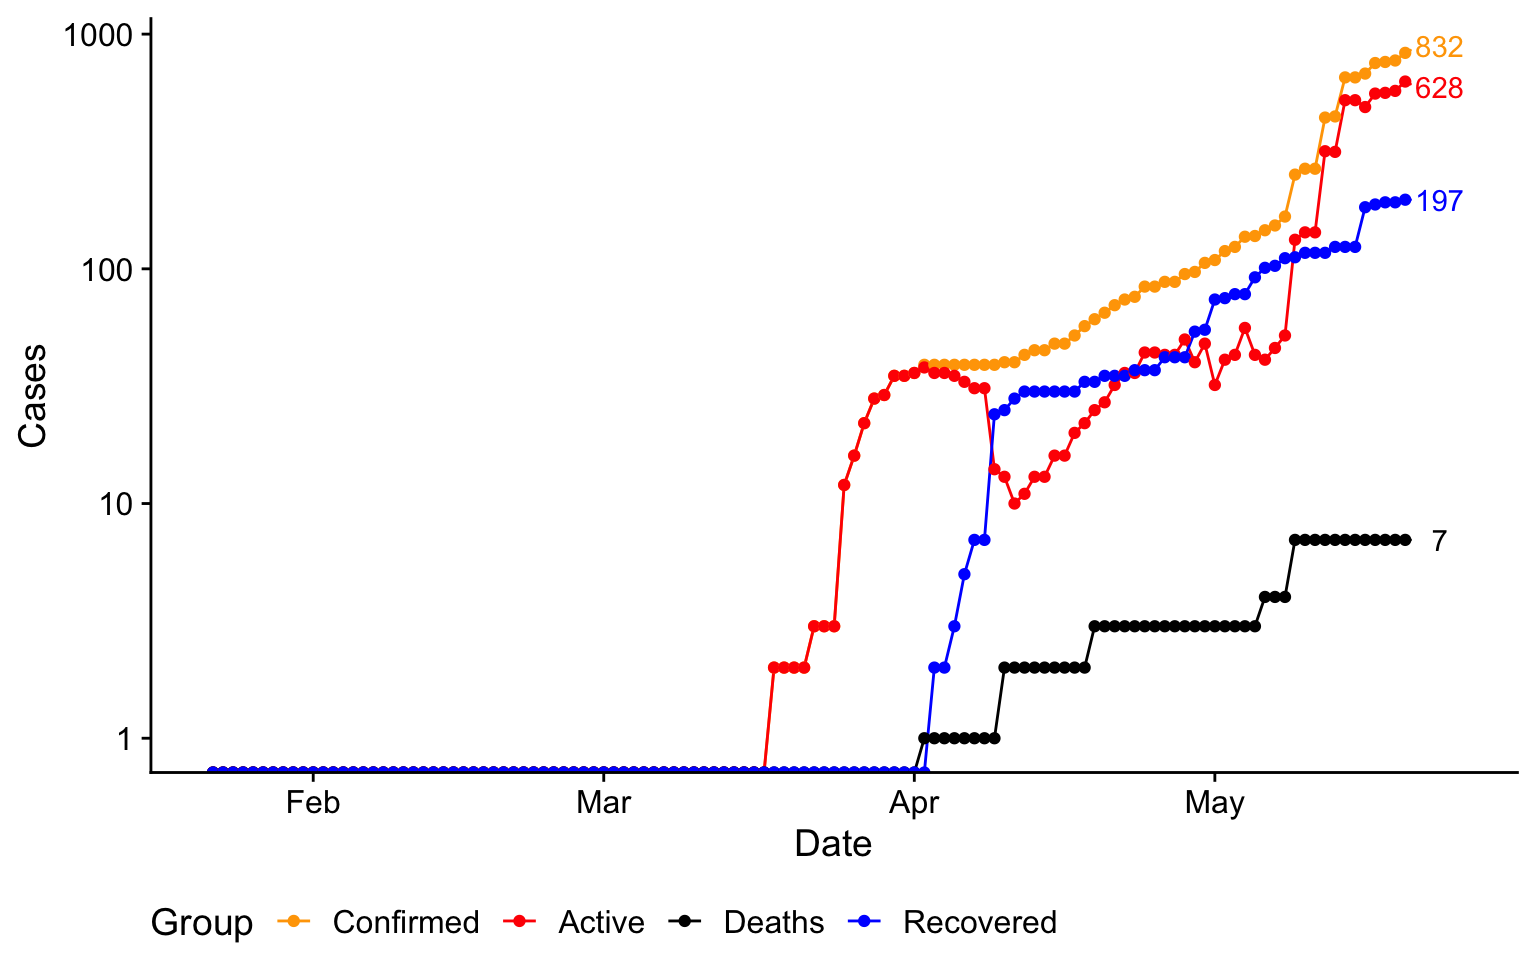 1000
832
628
197
100
Cases
10
7
1
Feb Mar Apr May
Date
Group Confirmed Active Deaths Recovered